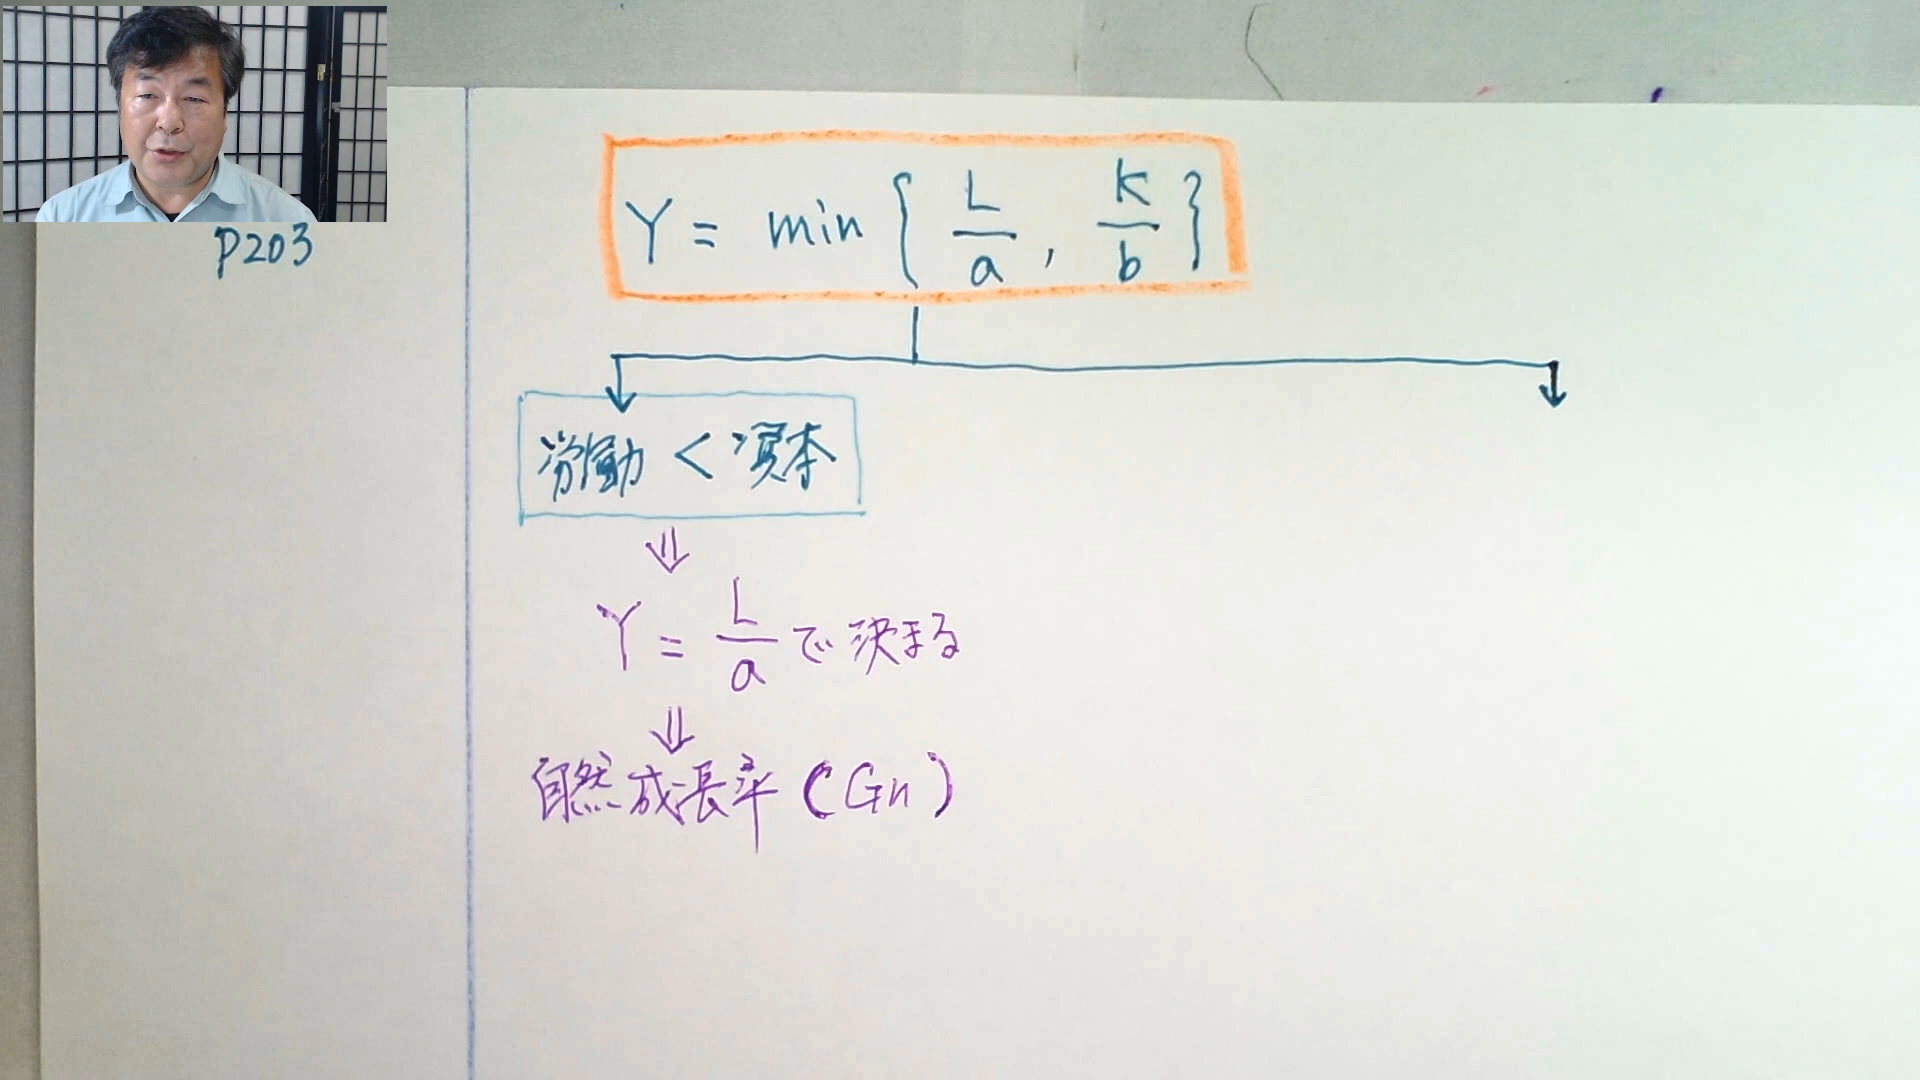 P203
Y = min { L/a , K/b }
労働 < 資本
⇓
Y = L/a で決まる
⇓
自然成長率 (Gn)